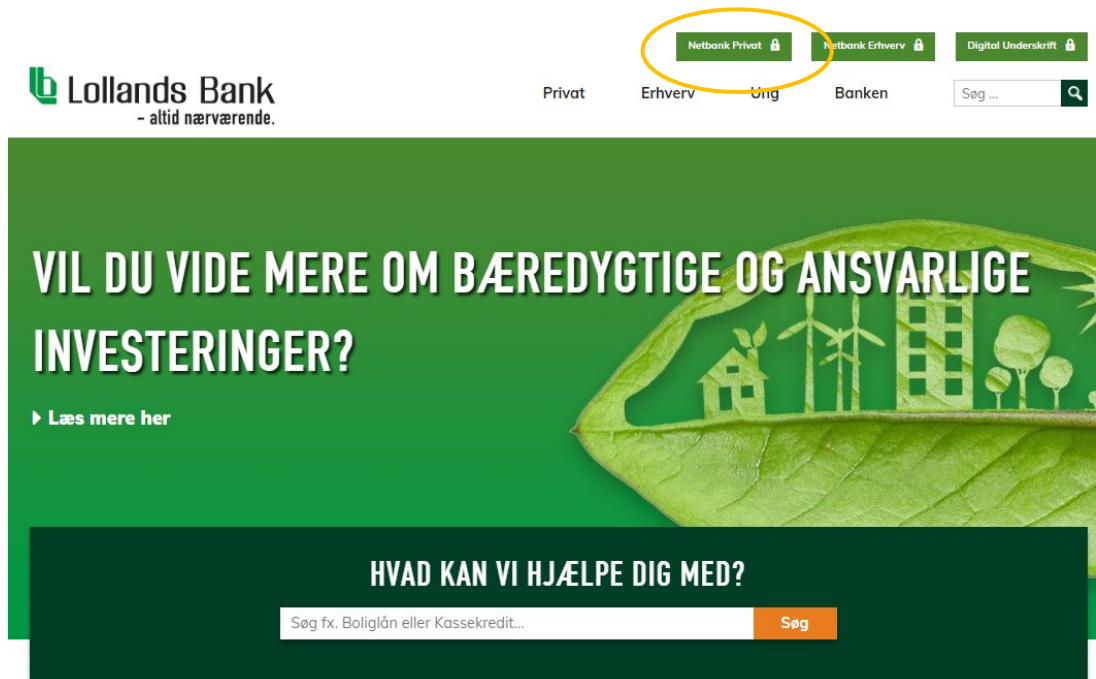 Netbank Privat
Netbank Erhverv
Digital Underskrift
Lollands Bank
- altid nærværende.
Privat
Erhverv
Ung
Banken
Søg ...
VIL DU VIDE MERE OM BÆREDYGTIGE OG ANSVARLIGE
INVESTERINGER?
Læs mere her
HVAD KAN VI HJÆLPE DIG MED?
Søg fx. Boliglån eller Kassekredit...
Søg